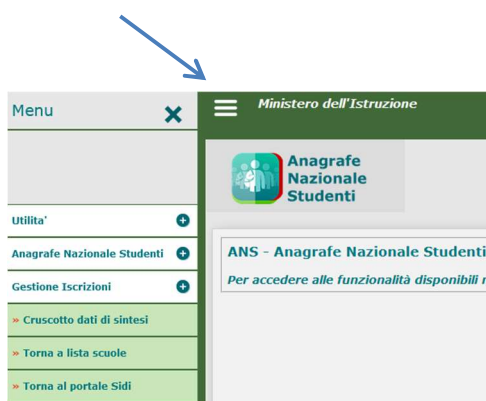 Menu
Utilita'
Anagrafe Nazionale Studenti
Gestione Iscrizioni
» Cruscotto dati di sintesi
» Torna a lista scuole
» Torna al portale Sidi
Ministero dell'Istruzione
Anagrafe
Nazionale
Studenti
ANS - Anagrafe Nazionale Studenti
Per accedere alle funzionalità disponibili